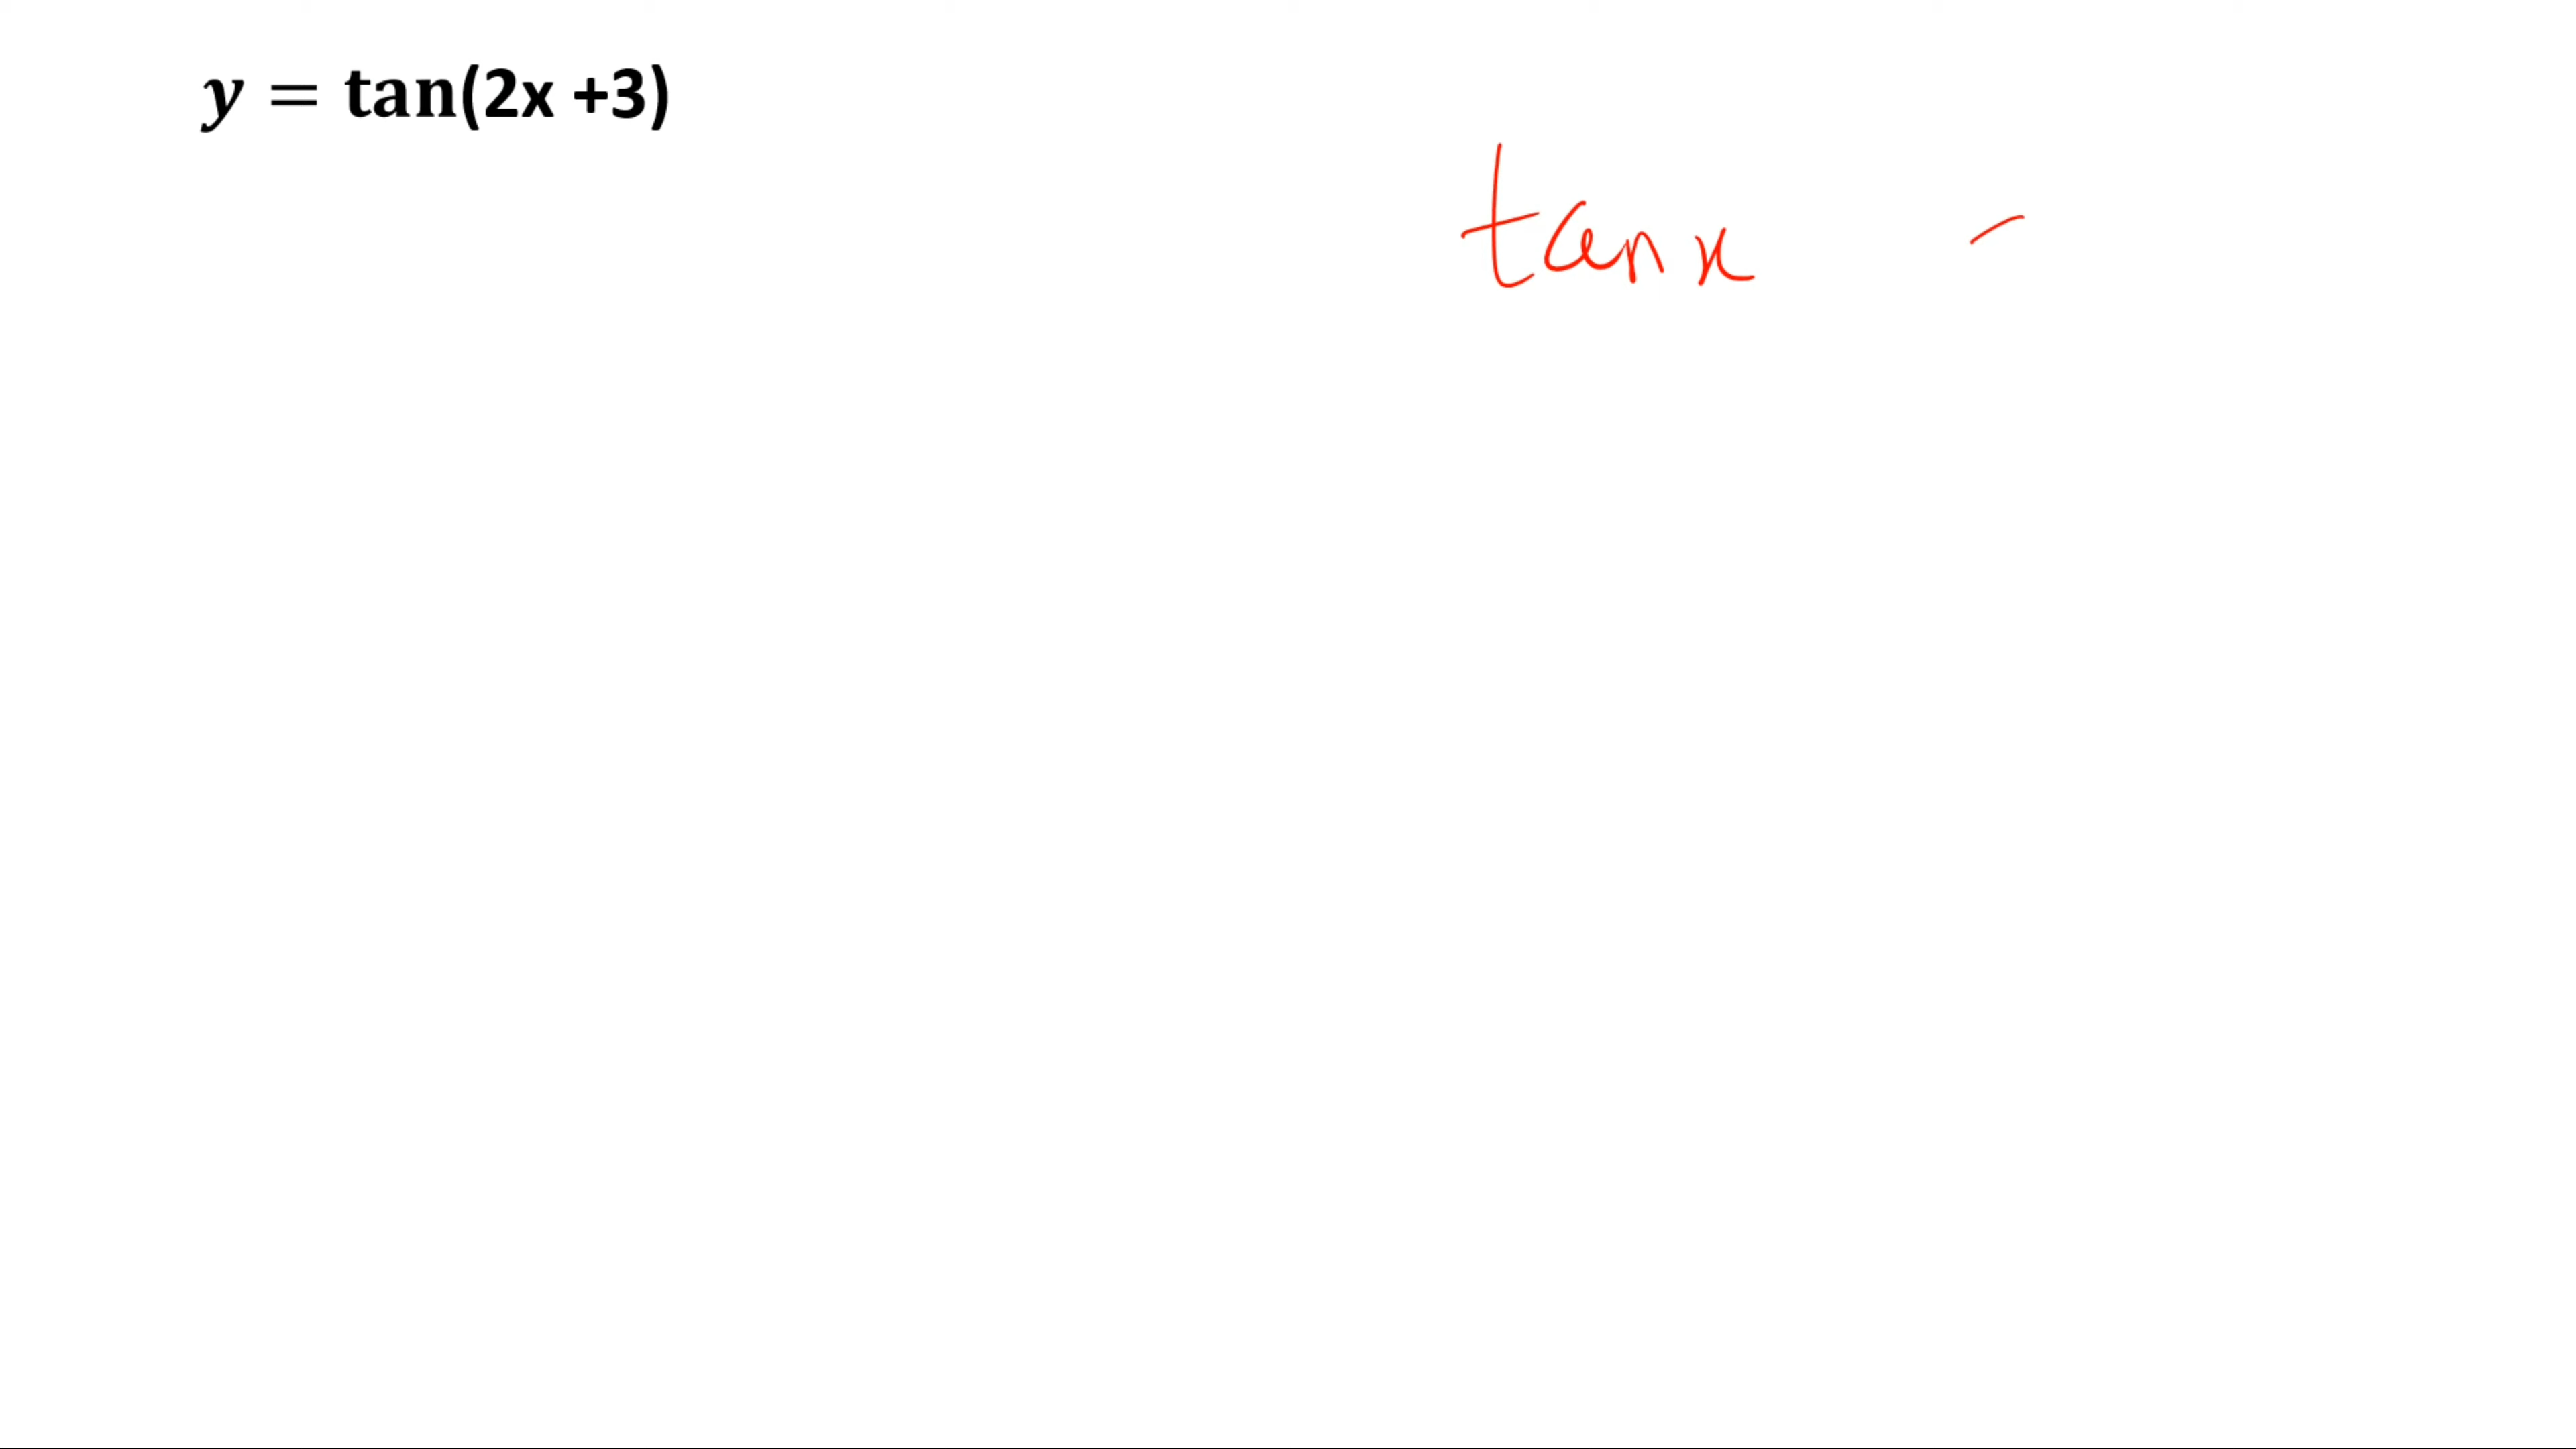 y = tan(2x +3)
tan x